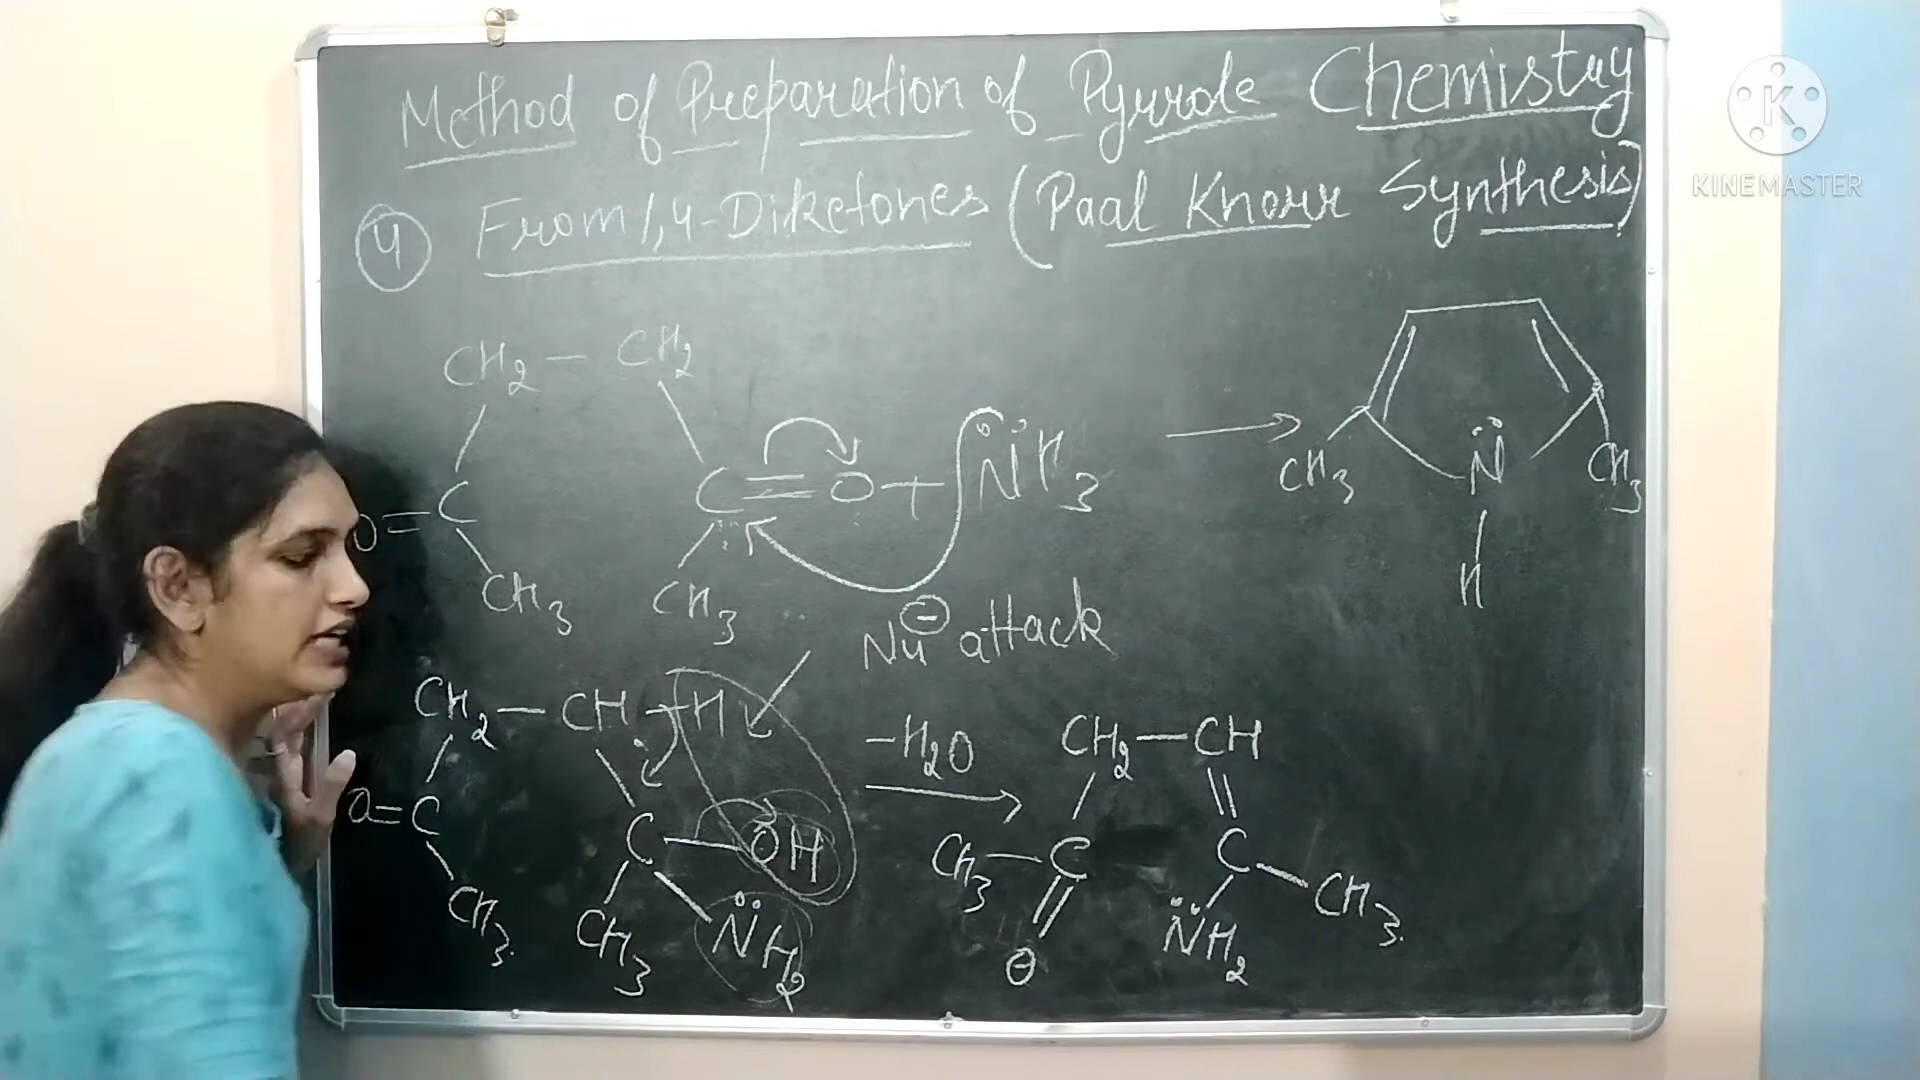 Method of Preparation of Pyrrole Chemistry
4 From 1,4-Diketones (Paal Knorr Synthesis)
K
KINEMASTER
CH2 — CH2
O=C
C=O + NH3 →
CH3
CH3
CH3
N
CH3
H
Nu⊖ attack
CH2 — CH — H
O=C
C — OH
CH3
CH3
NH2
-H2O
CH2 — CH
CH3 — C
C — CH3
O
NH2